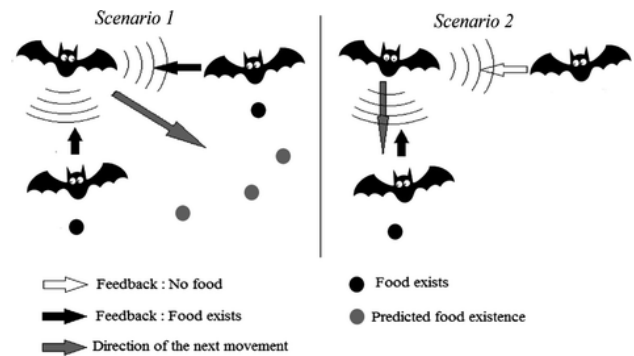 Scenario 1
Scenario 2
Feedback : No food
Feedback : Food exists
Direction of the next movement
Food exists
Predicted food existence